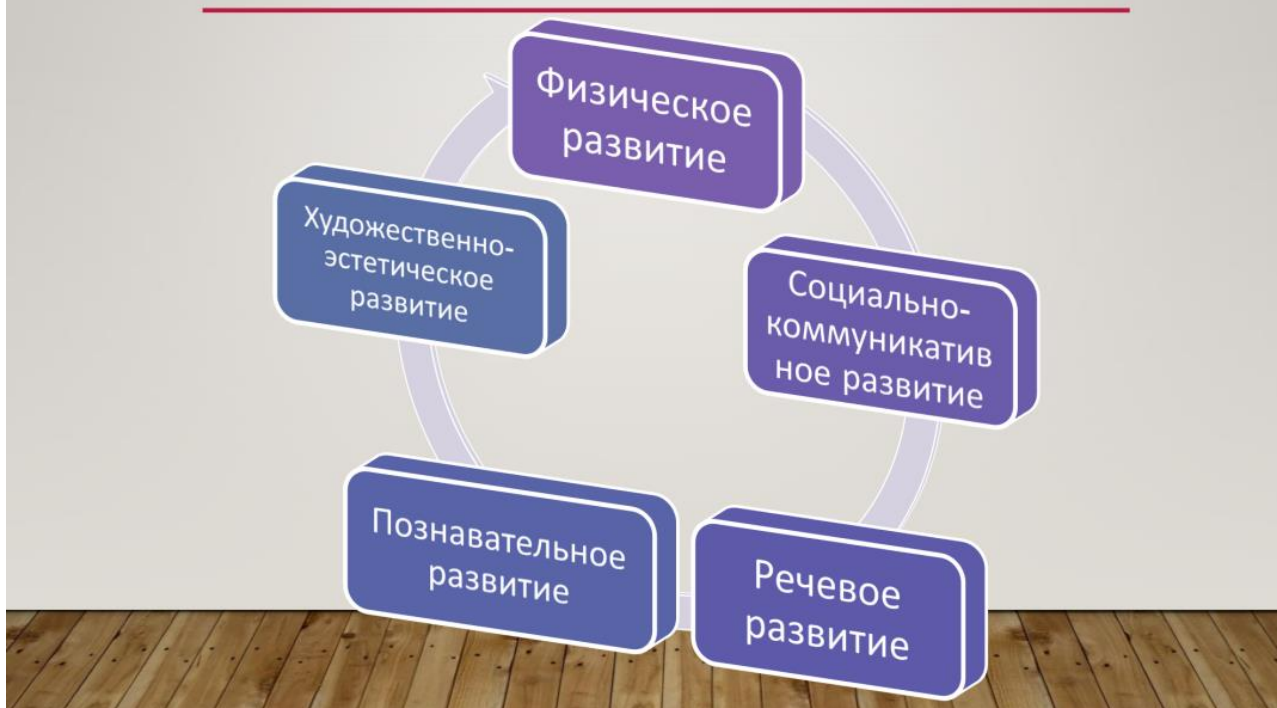 Физическое
развитие
Социально-
коммуникатив
ное развитие
Речевое
развитие
Познавательное
развитие
Художественно-
эстетическое
развитие